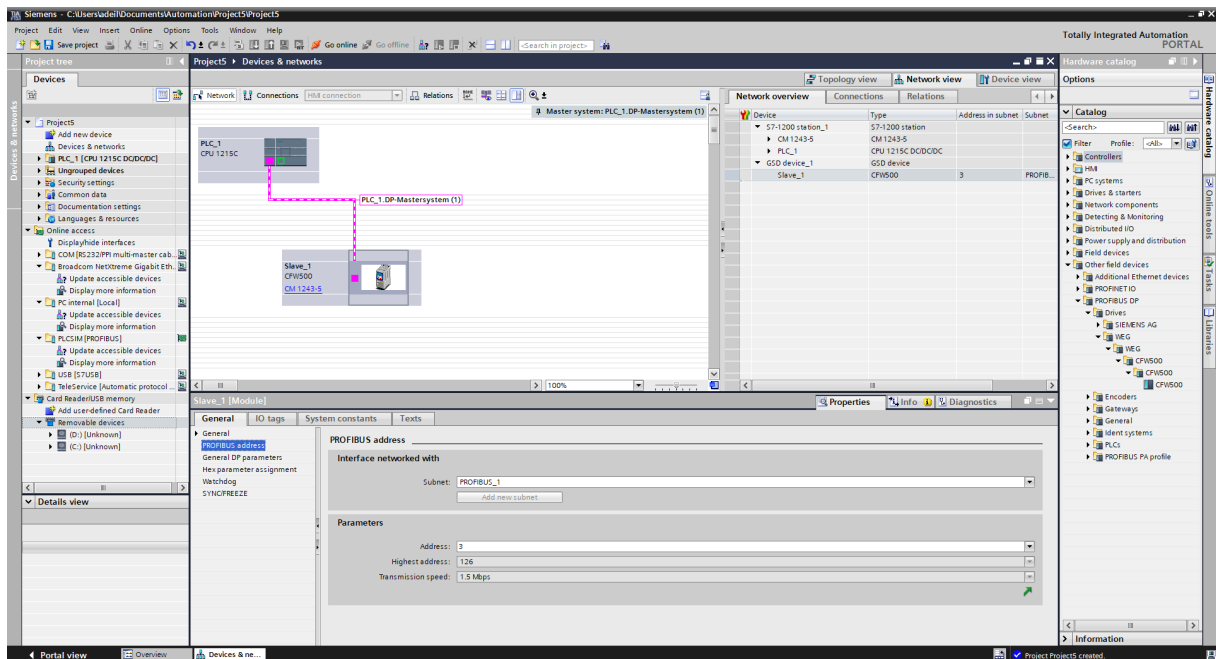 Siemens - C:\Users\adeil\Documents\Automation\Project5\Project5
Project Edit View Insert Online Options Tools Window Help
Save project Go online Go offline <Search in project>
Totally Integrated Automation
PORTAL
Project tree
Devices
Project5
Add new device
Devices & networks
PLC_1 [CPU 1215C DC/DC/DC]
Ungrouped devices
Security settings
Common data
Documentation settings
Languages & resources
Online access
Display/hide interfaces
COM [RS232/PPI multi-master cab...
Broadcom NetXtreme Gigabit Eth...
Update accessible devices
Display more information
PC internal [Local]
Update accessible devices
Display more information
PLCSIM [PROFIBUS]
Update accessible devices
Display more information
USB [S7USB]
TeleService [Automatic protocol ...
Card Reader/USB memory
Add user-defined Card Reader
Removable devices
(D:) [Unknown]
(C:) [Unknown]
Details view
Devices & networks
Project5 Devices & networks
Topology view Network view Device view
Network Connections HMI connection Relations
Master system: PLC_1.DP-Mastersystem (1)
PLC_1
CPU 1215C
PLC_1.DP-Mastersystem (1)
Slave_1
CFW500
CM 1243-5
100%
Network overview Connections Relations
Device Type Address in subnet Subnet
S7-1200 station_1 S7-1200 station
CM 1243-5 CM 1243-5
PLC_1 CPU 1215C DC/DC/DC
GSD device_1 GSD device
Slave_1 CFW500 3 PROFIB...
Slave_1 [Module]
Properties Info Diagnostics
General IO tags System constants Texts
General
PROFIBUS address
General DP parameters
Hex parameter assignment
Watchdog
SYNC/FREEZE
PROFIBUS address
Interface networked with
Subnet: PROFIBUS_1
Add new subnet
Parameters
Address: 3
Highest address: 126
Transmission speed: 1.5 Mbps
Hardware catalog
Options
Catalog
<Search>
Filter Profile: <All>
Controllers
HMI
PC systems
Drives & starters
Network components
Detecting & Monitoring
Distributed I/O
Power supply and distribution
Field devices
Other field devices
Additional Ethernet devices
PROFINET IO
PROFIBUS DP
Drives
SIEMENS AG
WEG
WEG
CFW500
CFW500
CFW500
Encoders
Gateways
General
Ident systems
PLCs
PROFIBUS PA profile
Information
Hardware catalog
Online tools
Tasks
Libraries
Portal view Overview Devices & ne... Project Project5 created.